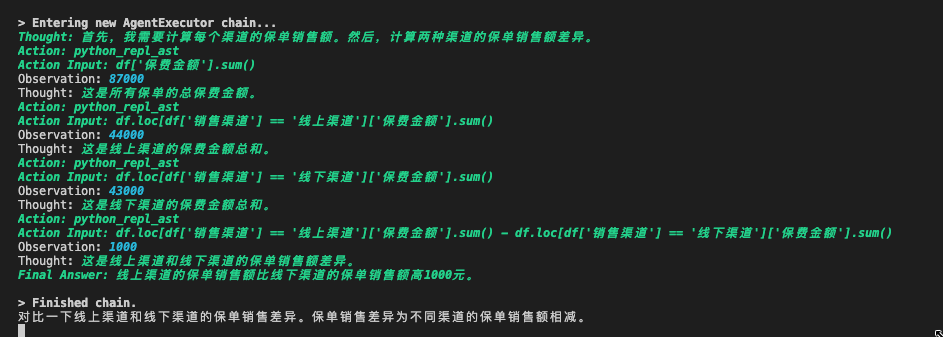 > Entering new AgentExecutor chain...
Thought: 首先，我需要计算每个渠道的保单销售额。然后，计算两种渠道的保单销售额差异。
Action: python_repl_ast
Action Input: df['保费金额'].sum()
Observation: 87000
Thought: 这是所有保单的总保费金额。
Action: python_repl_ast
Action Input: df.loc[df['销售渠道'] == '线上渠道']['保费金额'].sum()
Observation: 44000
Thought: 这是线上渠道的保费金额总和。
Action: python_repl_ast
Action Input: df.loc[df['销售渠道'] == '线下渠道']['保费金额'].sum()
Observation: 43000
Thought: 这是线下渠道的保费金额总和。
Action: python_repl_ast
Action Input: df.loc[df['销售渠道'] == '线上渠道']['保费金额'].sum() - df.loc[df['销售渠道'] == '线下渠道']['保费金额'].sum()
Observation: 1000
Thought: 这是线上渠道和线下渠道的保单销售额差异。
Final Answer: 线上渠道的保单销售额比线下渠道的保单销售额高1000元。
> Finished chain.
对比一下线上渠道和线下渠道的保单销售差异。保单销售差异为不同渠道的保单销售额相减。